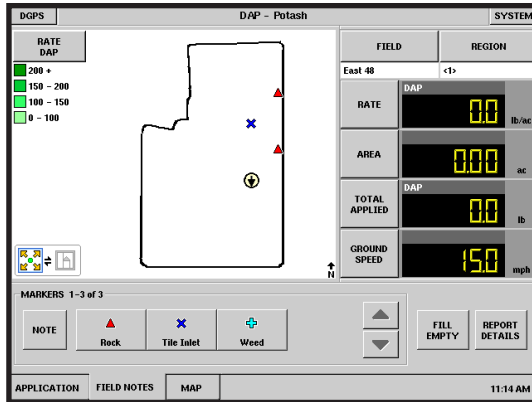 DGPS
DAP - Potash
SYSTEM
RATE
DAP
200 +
150 - 200
100 - 150
0 - 100
N
FIELD
REGION
East 48
<1>
RATE
DAP
0.0
lb/ac
AREA
0.00
ac
TOTAL
APPLIED
DAP
0.0
lb
GROUND
SPEED
15.0
mph
MARKERS 1-3 of 3
NOTE
Rock
Tile Inlet
Weed
FILL
EMPTY
REPORT
DETAILS
APPLICATION
FIELD NOTES
MAP
11:14 AM